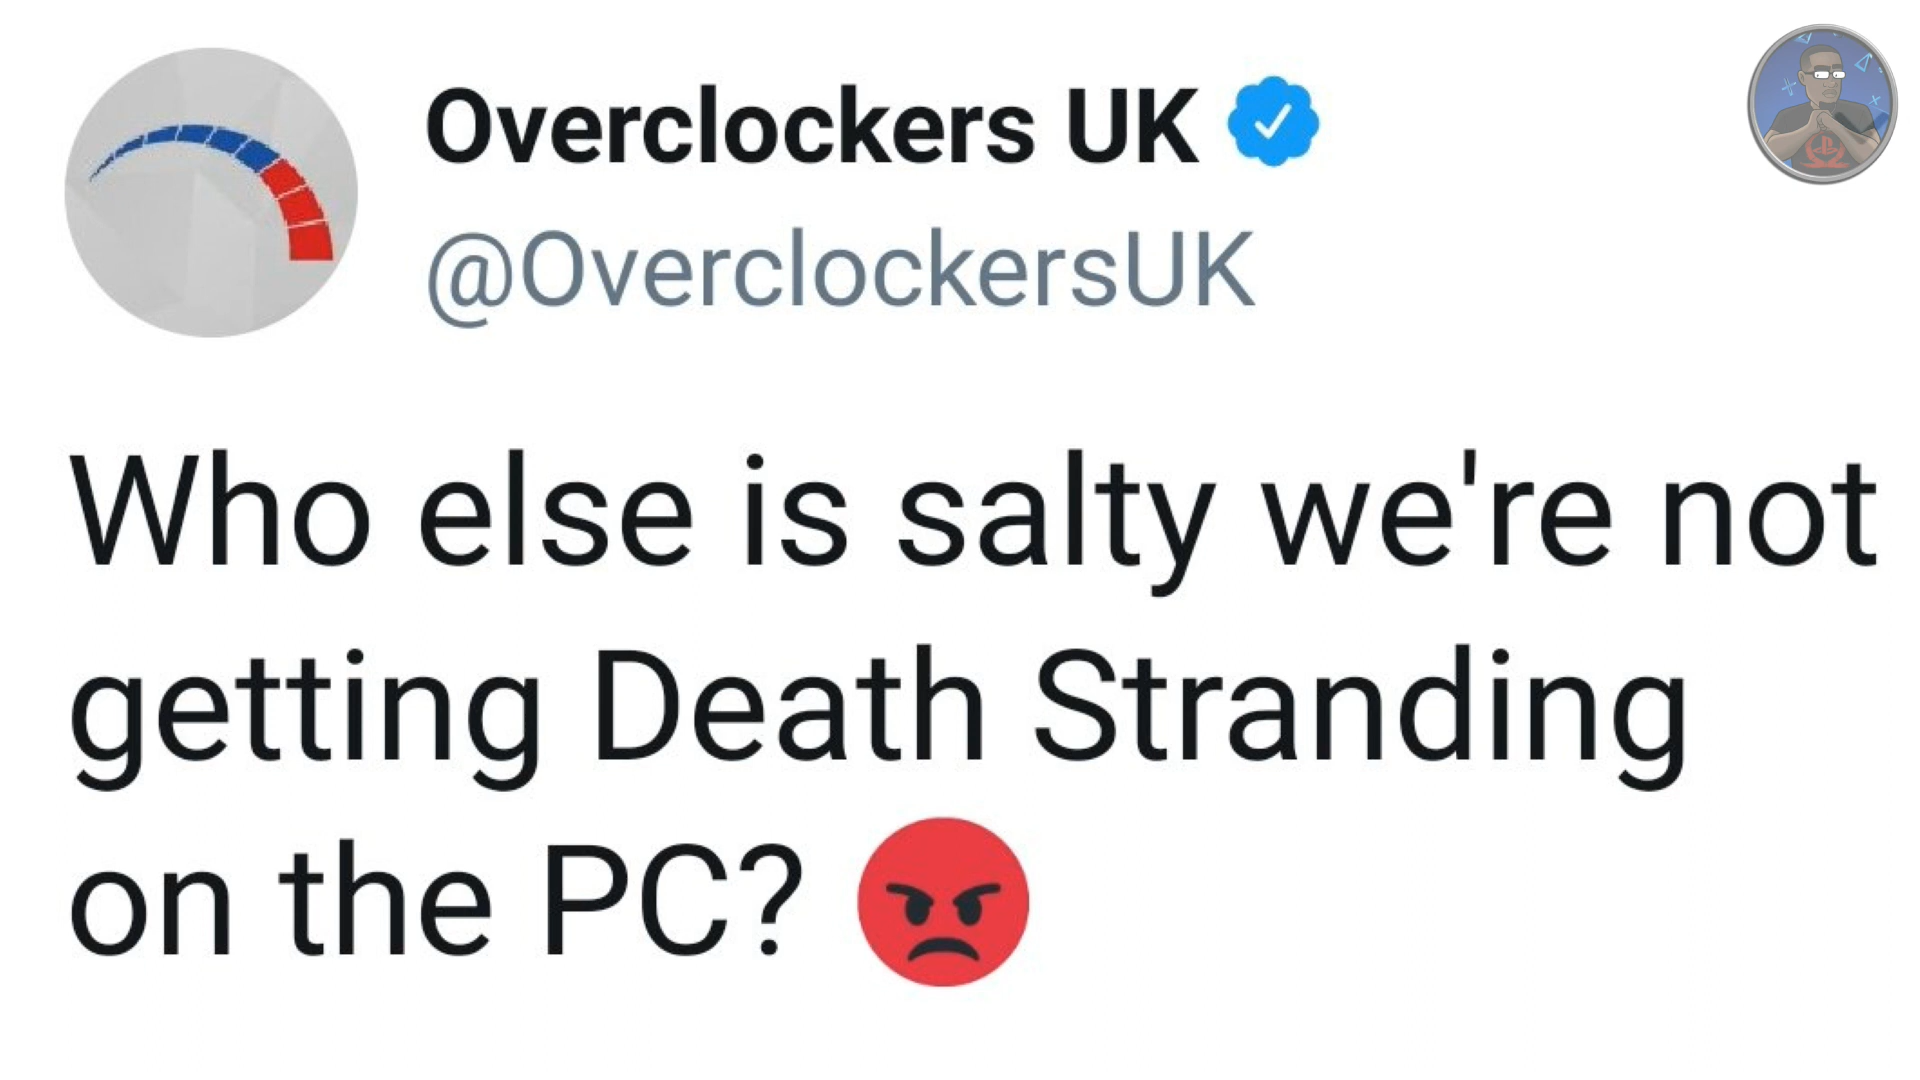 Overclockers UK
@OverclockersUK
Who else is salty we're not
getting Death Stranding
on the PC? 😡